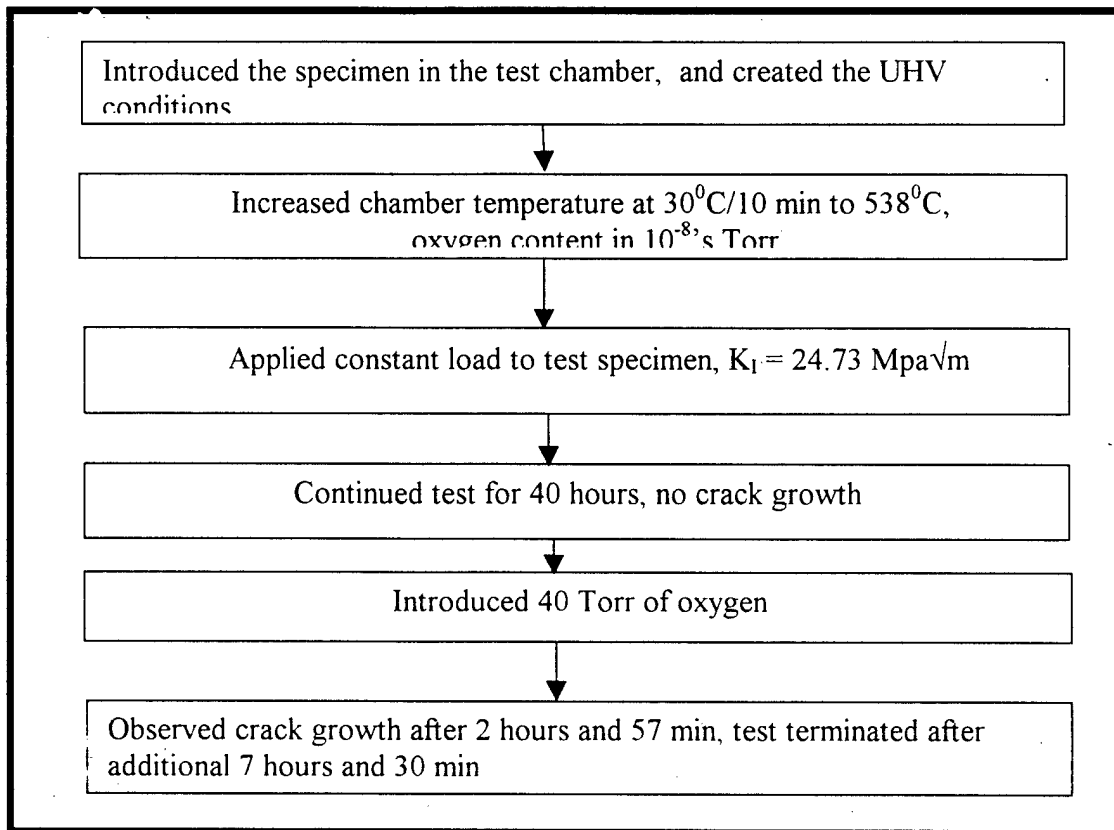 Introduced the specimen in the test chamber, and created the UHV
conditions
Increased chamber temperature at 30⁰C/10 min to 538⁰C,
oxygen content in 10⁻⁸'s Torr
Applied constant load to test specimen, K_I = 24.73 Mpa√m
Continued test for 40 hours, no crack growth
Introduced 40 Torr of oxygen
Observed crack growth after 2 hours and 57 min, test terminated after
additional 7 hours and 30 min